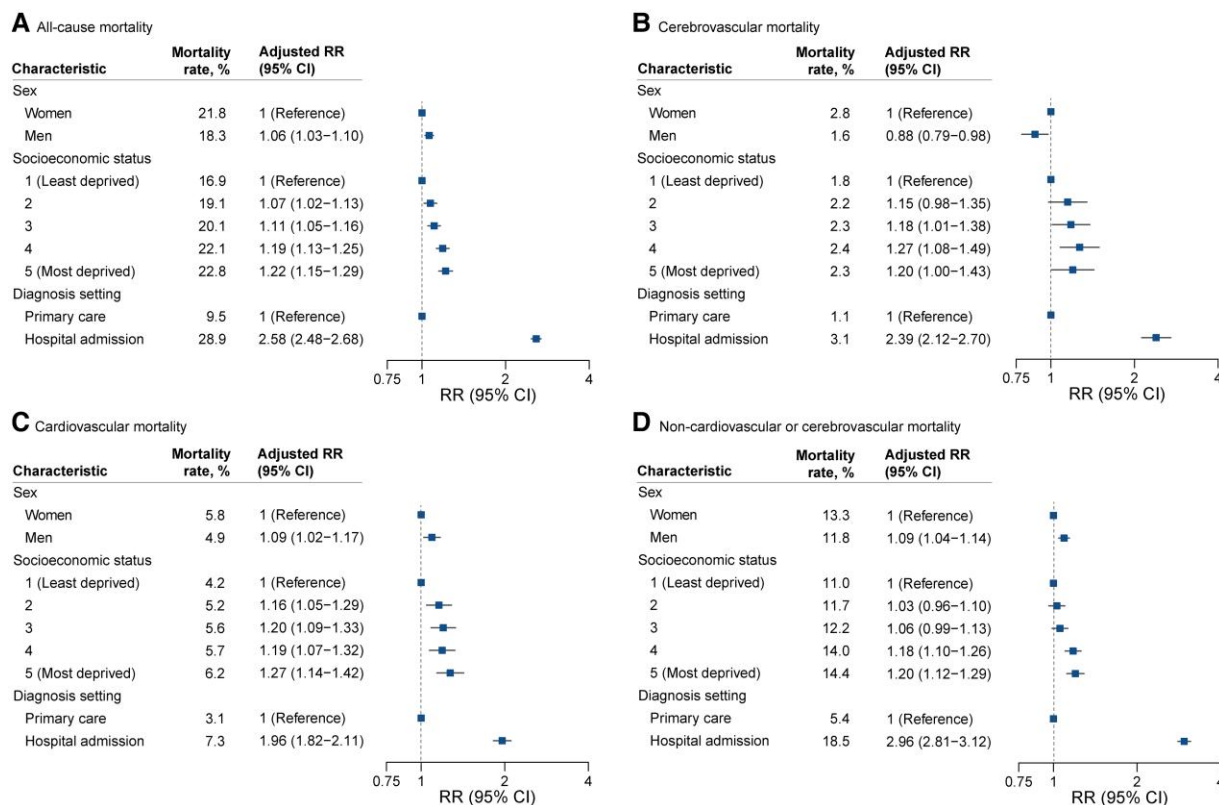 A All-cause mortality
Characteristic Mortality rate, % Adjusted RR (95% CI)
Sex
Women 21.8 1 (Reference)
Men 18.3 1.06 (1.03−1.10)
Socioeconomic status
1 (Least deprived) 16.9 1 (Reference)
2 19.1 1.07 (1.02−1.13)
3 20.1 1.11 (1.05−1.16)
4 22.1 1.19 (1.13−1.25)
5 (Most deprived) 22.8 1.22 (1.15−1.29)
Diagnosis setting
Primary care 9.5 1 (Reference)
Hospital admission 28.9 2.58 (2.48−2.68)
0.75 1 2 4
RR (95% CI)
B Cerebrovascular mortality
Characteristic Mortality rate, % Adjusted RR (95% CI)
Sex
Women 2.8 1 (Reference)
Men 1.6 0.88 (0.79−0.98)
Socioeconomic status
1 (Least deprived) 1.8 1 (Reference)
2 2.2 1.15 (0.98−1.35)
3 2.3 1.18 (1.01−1.38)
4 2.4 1.27 (1.08−1.49)
5 (Most deprived) 2.3 1.20 (1.00−1.43)
Diagnosis setting
Primary care 1.1 1 (Reference)
Hospital admission 3.1 2.39 (2.12−2.70)
0.75 1 2 4
RR (95% CI)
C Cardiovascular mortality
Characteristic Mortality rate, % Adjusted RR (95% CI)
Sex
Women 5.8 1 (Reference)
Men 4.9 1.09 (1.02−1.17)
Socioeconomic status
1 (Least deprived) 4.2 1 (Reference)
2 5.2 1.16 (1.05−1.29)
3 5.6 1.20 (1.09−1.33)
4 5.7 1.19 (1.07−1.32)
5 (Most deprived) 6.2 1.27 (1.14−1.42)
Diagnosis setting
Primary care 3.1 1 (Reference)
Hospital admission 7.3 1.96 (1.82−2.11)
0.75 1 2 4
RR (95% CI)
D Non-cardiovascular or cerebrovascular mortality
Characteristic Mortality rate, % Adjusted RR (95% CI)
Sex
Women 13.3 1 (Reference)
Men 11.8 1.09 (1.04−1.14)
Socioeconomic status
1 (Least deprived) 11.0 1 (Reference)
2 11.7 1.03 (0.96−1.10)
3 12.2 1.06 (0.99−1.13)
4 14.0 1.18 (1.10−1.26)
5 (Most deprived) 14.4 1.20 (1.12−1.29)
Diagnosis setting
Primary care 5.4 1 (Reference)
Hospital admission 18.5 2.96 (2.81−3.12)
0.75 1 2 4
RR (95% CI)